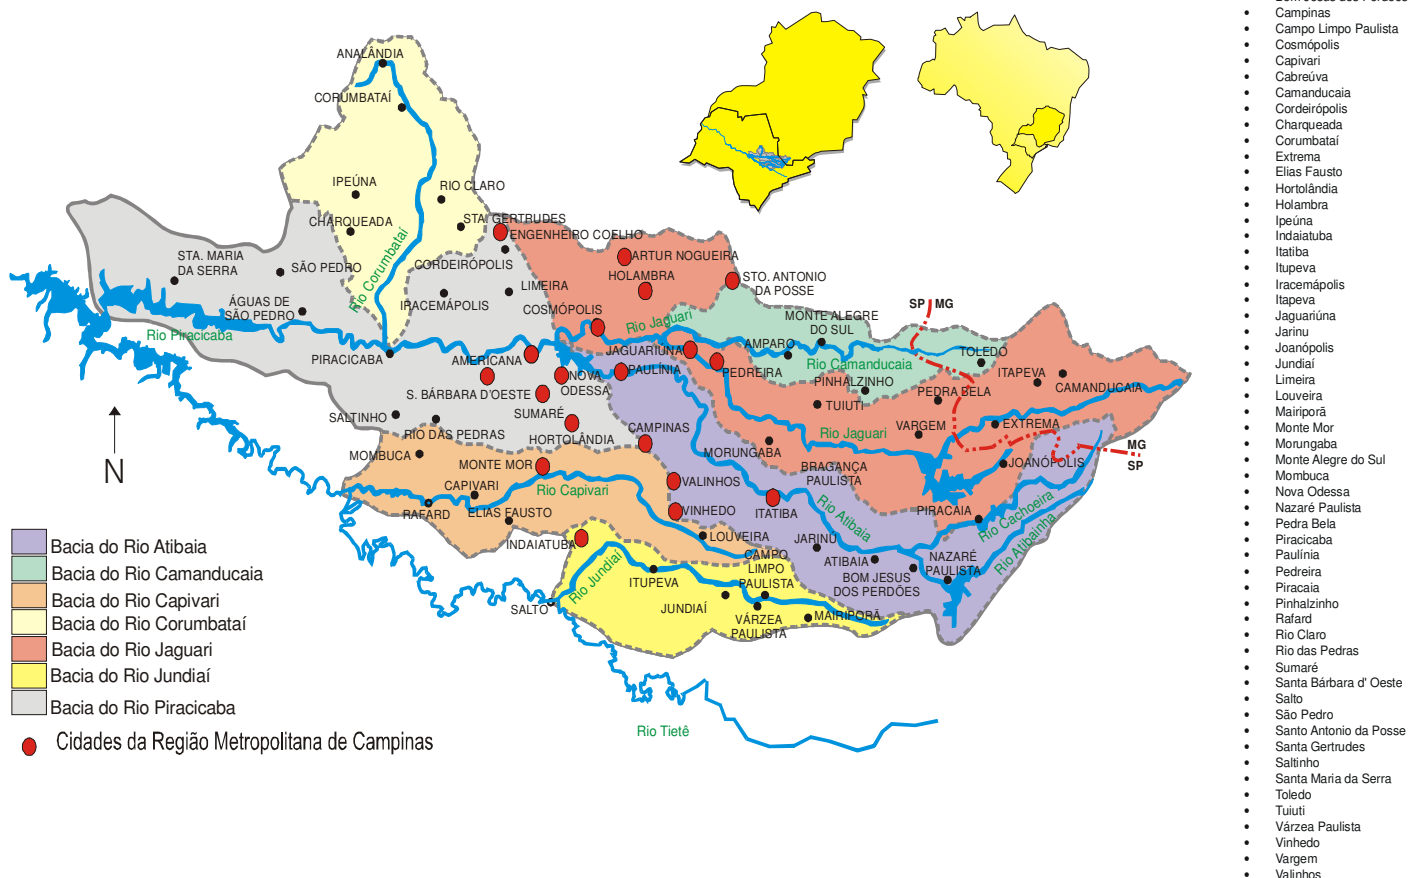 ANALÂNDIA
CORUMBATAÍ
IPEÚNA
RIO CLARO
CHARQUEADA
STA. GERTRUDES
ENGENHEIRO COELHO
Rio Corumbataí
CORDEIRÓPOLIS
STA. MARIA
DA SERRA
SÃO PEDRO
ARTUR NOGUEIRA
HOLAMBRA
STO. ANTONIO
DA POSSE
LIMEIRA
IRACEMÁPOLIS
COSMÓPOLIS
ÁGUAS DE
SÃO PEDRO
Rio Piracicaba
Rio Jaguari
MONTE ALEGRE
DO SUL
SP
MG
PIRACICABA
AMERICANA
JAGUARIÚNA
AMPARO
TOLEDO
Rio Camanducaia
NOVA
ODESSA
PAULÍNIA
PEDREIRA
ITAPEVA
CAMANDUCAIA
PINHALZINHO
PEDRA BELA
S. BÁRBARA D'OESTE
TUIUTI
SALTINHO
SUMARÉ
RIO DAS PEDRAS
HORTOLÂNDIA
CAMPINAS
Rio Jaguari
VARGEM
EXTREMA
MG
SP
MOMBUCA
MONTE MOR
MORUNGABA
BRAGANÇA
PAULISTA
JOANÓPOLIS
CAPIVARI
Rio Capivari
VALINHOS
RAFARD
ELIAS FAUSTO
VINHEDO
ITATIBA
Rio Atibaia
PIRACAIA
Rio Cachoeira
Rio Atibainha
INDAIATUBA
LOUVEIRA
JARINÚ
CAMPO
LIMPO
PAULISTA
ATIBAIA
NAZARÉ
PAULISTA
BOM JESUS
DOS PERDÕES
Rio Jundiaí
ITUPEVA
SALTO
JUNDIAÍ
VÁRZEA
PAULISTA
MAIRIPORÃ
Rio Tietê
N
Bacia do Rio Atibaia
Bacia do Rio Camanducaia
Bacia do Rio Capivari
Bacia do Rio Corumbataí
Bacia do Rio Jaguari
Bacia do Rio Jundiaí
Bacia do Rio Piracicaba
Cidades da Região Metropolitana de Campinas
• Campinas
• Campo Limpo Paulista
• Cosmópolis
• Capivari
• Cabreúva
• Camanducaia
• Cordeirópolis
• Charqueada
• Corumbataí
• Extrema
• Elias Fausto
• Hortolândia
• Holambra
• Ipeúna
• Indaiatuba
• Itatiba
• Itupeva
• Iracemápolis
• Itapeva
• Jaguariúna
• Jarinu
• Joanópolis
• Jundiaí
• Limeira
• Louveira
• Mairiporã
• Monte Mor
• Morungaba
• Monte Alegre do Sul
• Mombuca
• Nova Odessa
• Nazaré Paulista
• Pedra Bela
• Piracicaba
• Paulínia
• Pedreira
• Piracaia
• Pinhalzinho
• Rafard
• Rio Claro
• Rio das Pedras
• Sumaré
• Santa Bárbara d' Oeste
• Salto
• São Pedro
• Santo Antonio da Posse
• Santa Gertrudes
• Saltinho
• Santa Maria da Serra
• Toledo
• Tuiuti
• Várzea Paulista
• Vinhedo
• Vargem
• Valinhos